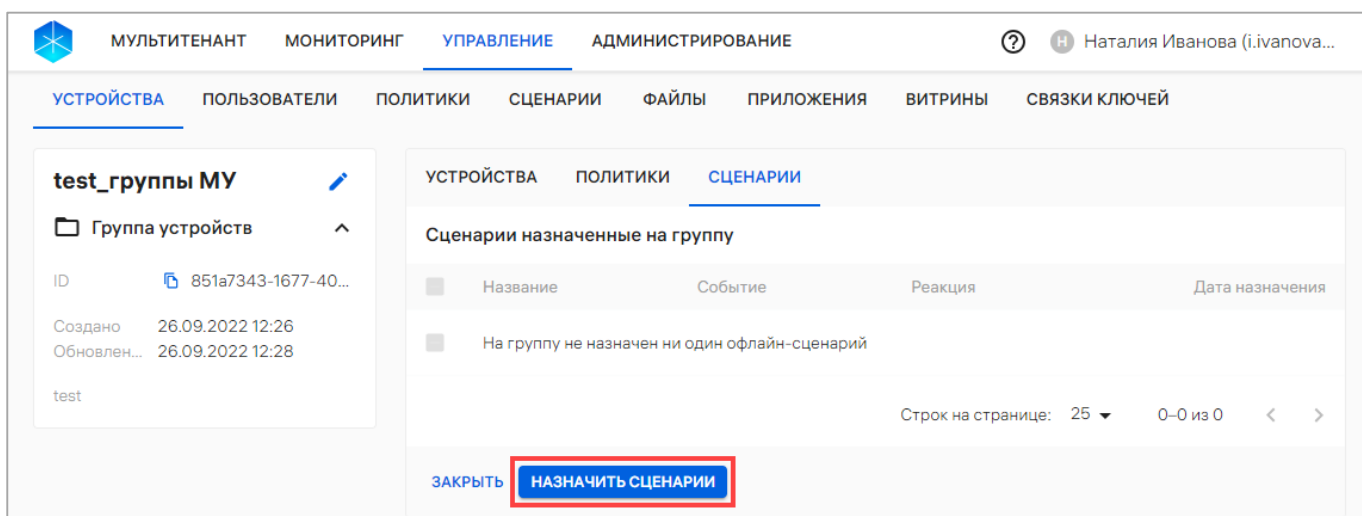 МУЛЬТИТЕНАНТ МОНИТОРИНГ УПРАВЛЕНИЕ АДМИНИСТРИРОВАНИЕ ? Н Наталия Иванова (i.ivanova...
УСТРОЙСТВА ПОЛЬЗОВАТЕЛИ ПОЛИТИКИ СЦЕНАРИИ ФАЙЛЫ ПРИЛОЖЕНИЯ ВИТРИНЫ СВЯЗКИ КЛЮЧЕЙ
test_группы МУ
Группа устройств
ID 851a7343-1677-40...
Создано 26.09.2022 12:26
Обновлен... 26.09.2022 12:28
test
УСТРОЙСТВА ПОЛИТИКИ СЦЕНАРИИ
Сценарии назначенные на группу
Название Событие Реакция Дата назначения
На группу не назначен ни один офлайн-сценарий
Строк на странице: 25 0–0 из 0
ЗАКРЫТЬ НАЗНАЧИТЬ СЦЕНАРИИ